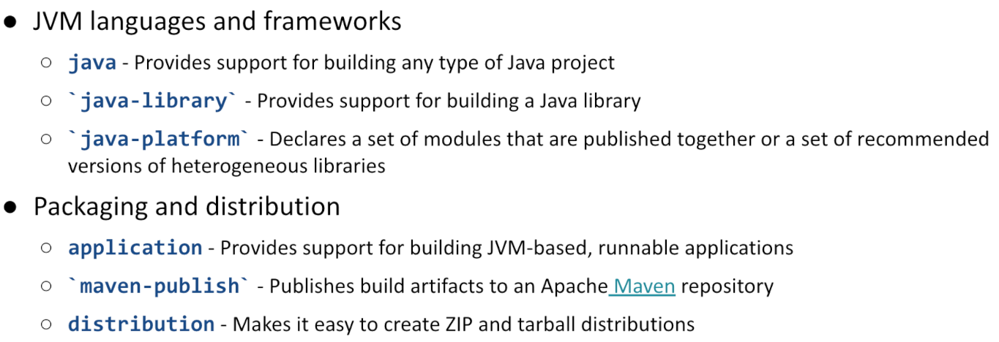 ● JVM languages and frameworks
○ java - Provides support for building any type of Java project
○ `java-library` - Provides support for building a Java library
○ `java-platform` - Declares a set of modules that are published together or a set of recommended
versions of heterogeneous libraries
● Packaging and distribution
○ application - Provides support for building JVM-based, runnable applications
○ `maven-publish` - Publishes build artifacts to an Apache Maven repository
○ distribution - Makes it easy to create ZIP and tarball distributions